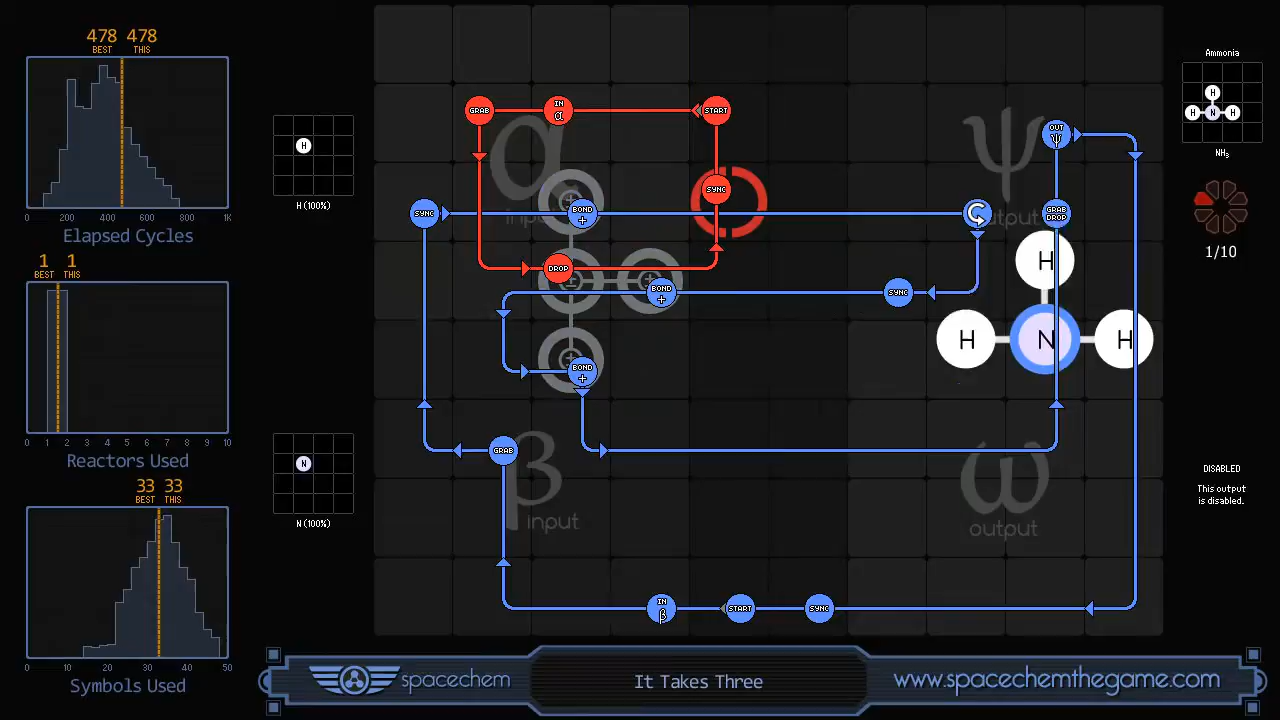 478 478
BEST THIS
0 200 400 600 800 1K
Elapsed Cycles
1 1
BEST THIS
0 1 2 3 4 5 6 7 8 9 10
Reactors Used
33 33
BEST THIS
0 10 20 30 40 50
Symbols Used
H
H (100%)
N
N (100%)
GRAB
IN
α
START
α
input
SYNC
SYNC
BOND
+
DROP
BOND
+
BOND
+
SYNC
OUT
Ψ
GRAB
DROP
ψ
output
H
H
N
H
GRAB
β
input
ω
output
IN
β
START
SYNC
Ammonia
H
H N H
NH₃
1/10
DISABLED
This output
is disabled.
spacechem
It Takes Three
www.spacechemthegame.com